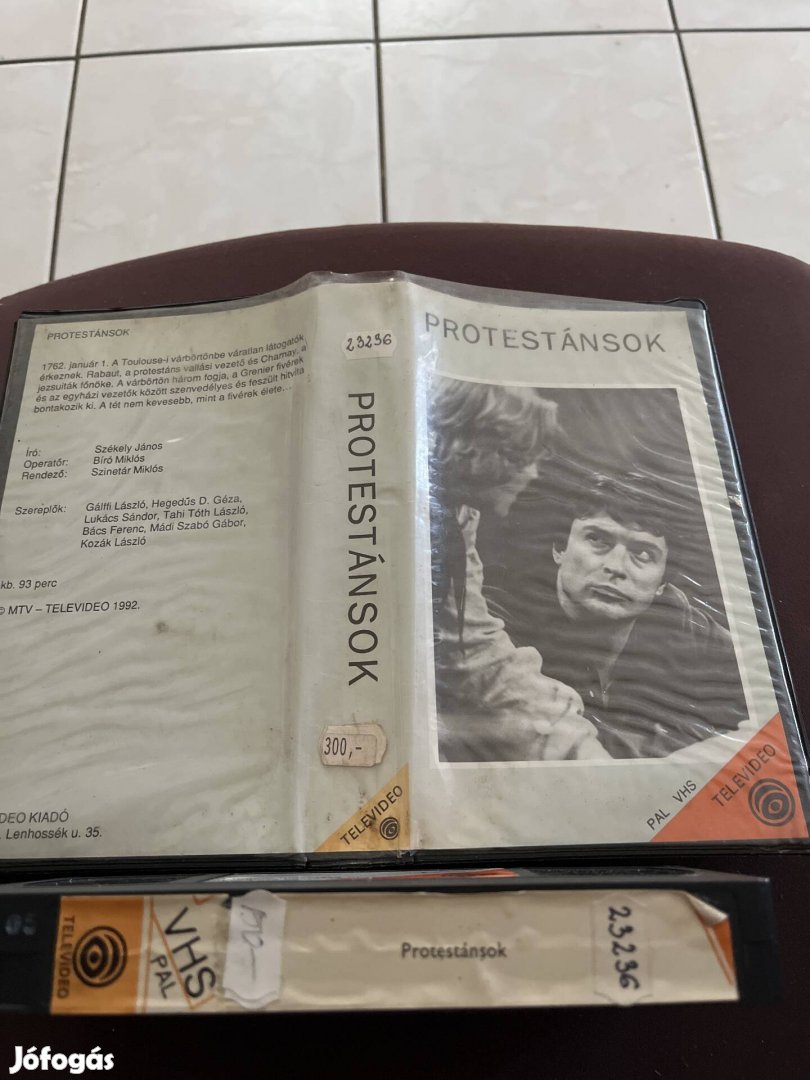 PROTESTÁNSOK
1762. január 1. A Toulouse-i várbörtönbe váratlan látogatók
érkeznek. Rabaut, a protestáns vallási vezető és Charnay, a
jezsuiták főnöke. A várbörtön három fogja, a Grenier fivérek
és az egyházi vezetők között szenvedélyes és feszült hitvita
bontakozik ki. A tét nem kevesebb, mint a fivérek élete...
Író: Székely János
Operatőr: Bíró Miklós
Rendező: Szinetár Miklós
Szereplők: Gálffi László, Hegedűs D. Géza,
Lukács Sándor, Tahi Tóth László,
Bács Ferenc, Mádi Szabó Gábor,
Kozák László
kb. 93 perc
© MTV – TELEVIDEO 1992.
DEO KIADÓ
. Lenhossék u. 35.
23236
PROTESTÁNSOK
300,-
TELEVIDEO
PROTESTÁNSOK
PAL VHS
TELEVIDEO
TELEVIDEO
VHS
PAL
Protestánsok
23236
Jófogás